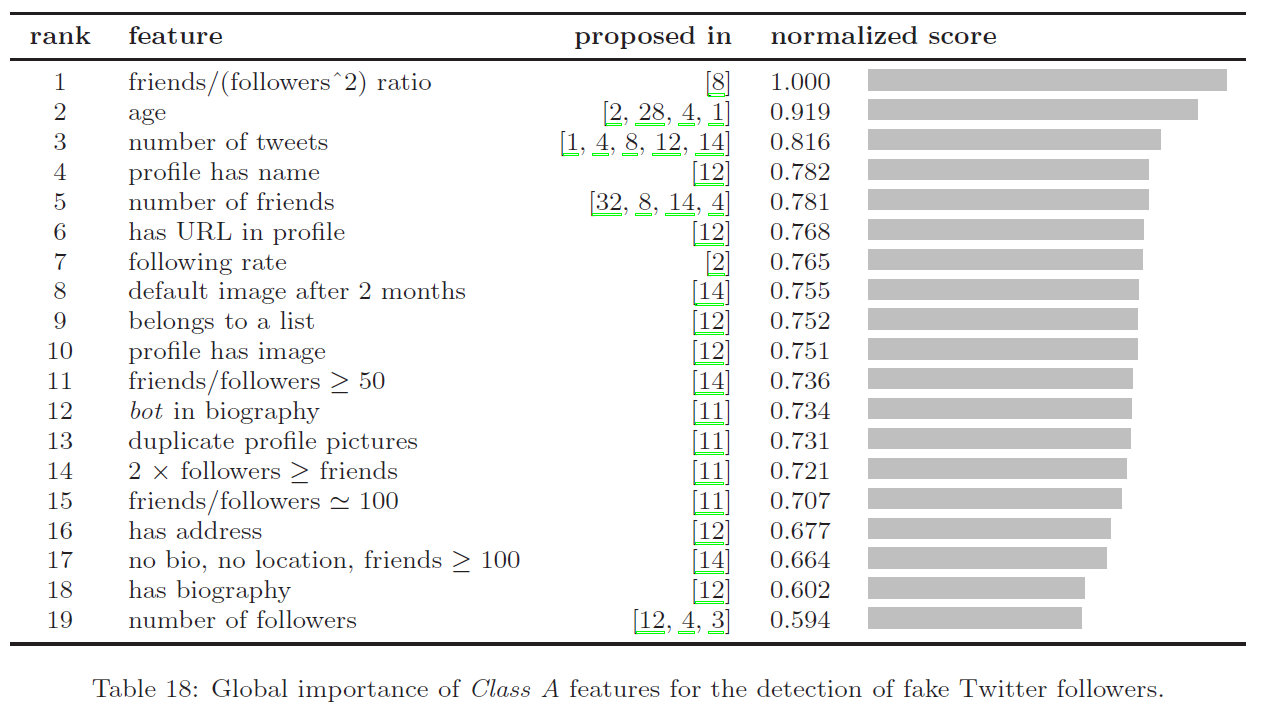 rank feature proposed in normalized score
1 friends/(followers^2) ratio [8] 1.000
2 age [2, 28, 4, 1] 0.919
3 number of tweets [1, 4, 8, 12, 14] 0.816
4 profile has name [12] 0.782
5 number of friends [32, 8, 14, 4] 0.781
6 has URL in profile [12] 0.768
7 following rate [2] 0.765
8 default image after 2 months [14] 0.755
9 belongs to a list [12] 0.752
10 profile has image [12] 0.751
11 friends/followers ≥ 50 [14] 0.736
12 bot in biography [11] 0.734
13 duplicate profile pictures [11] 0.731
14 2 × followers ≥ friends [11] 0.721
15 friends/followers ≃ 100 [11] 0.707
16 has address [12] 0.677
17 no bio, no location, friends ≥ 100 [14] 0.664
18 has biography [12] 0.602
19 number of followers [12, 4, 3] 0.594
Table 18: Global importance of Class A features for the detection of fake Twitter followers.